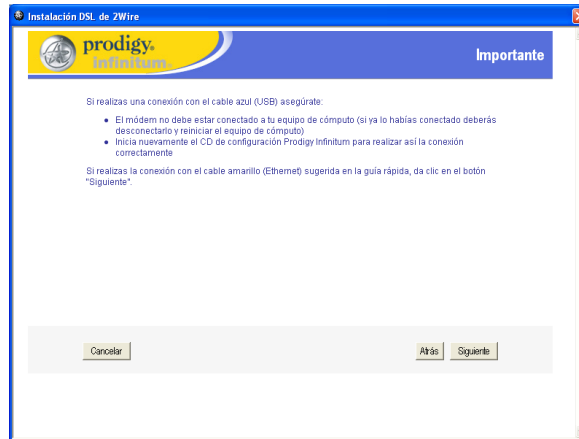 Instalación DSL de 2Wire
prodigy.
infinitum.
Importante
Si realizas una conexión con el cable azul (USB) asegúrate:
• El módem no debe estar conectado a tu equipo de cómputo (si ya lo habías conectado deberás
desconectarlo y reiniciar el equipo de cómputo)
• Inicia nuevamente el CD de configuración Prodigy Infinitum para realizar así la conexión
correctamente
Si realizas la conexión con el cable amarillo (Ethernet) sugerida en la guía rápida, da clic en el botón
"Siguiente".
Cancelar
Atrás
Siguiente